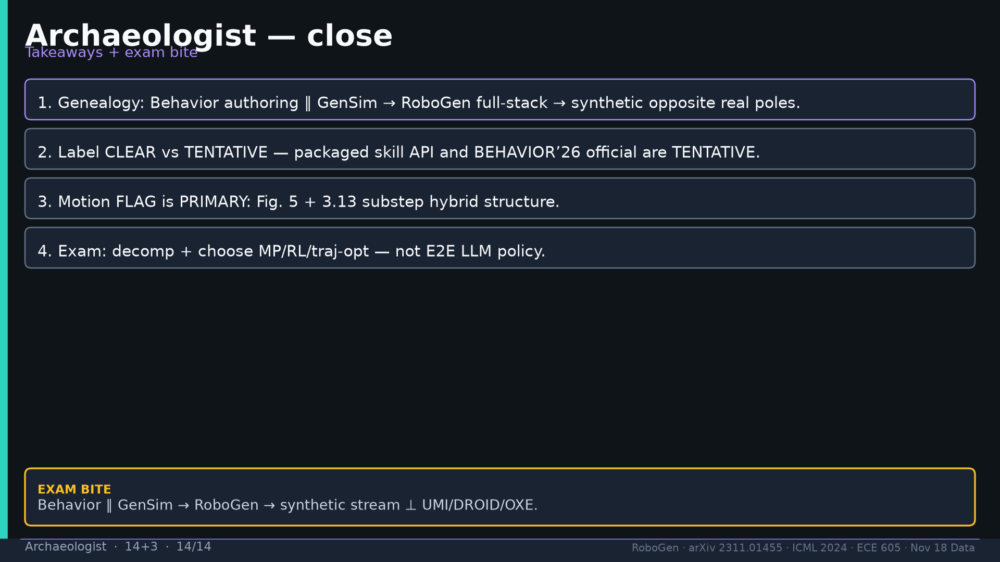 Archaeologist — close
Takeaways + exam bite
1. Genealogy: Behavior authoring ∥ GenSim → RoboGen full-stack → synthetic opposite real poles.
2. Label CLEAR vs TENTATIVE — packaged skill API and BEHAVIOR’26 official are TENTATIVE.
3. Motion FLAG is PRIMARY: Fig. 5 + 3.13 substep hybrid structure.
4. Exam: decomp + choose MP/RL/traj-opt — not E2E LLM policy.
EXAM BITE
Behavior ∥ GenSim → RoboGen → synthetic stream ⊥ UMI/DROID/OXE.
Archaeologist · 14+3 · 14/14
RoboGen · arXiv 2311.01455 · ICML 2024 · ECE 605 · Nov 18 Data